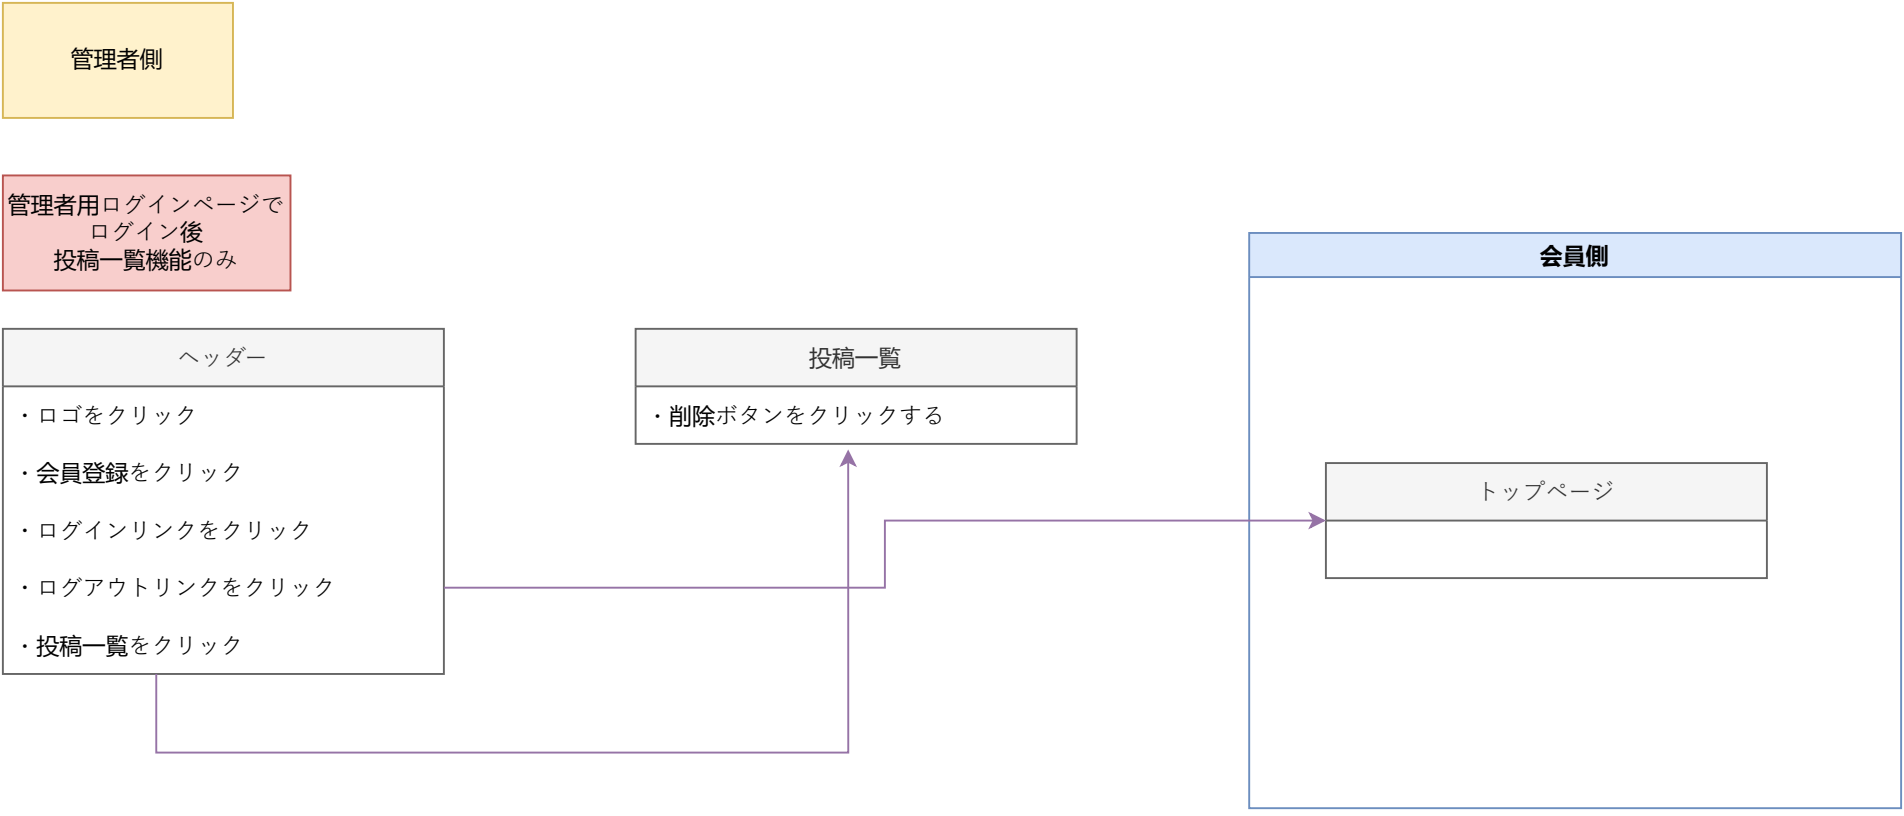 管理者側
管理者用ログインページで
ログイン後
投稿一覧機能のみ
ヘッダー
・ロゴをクリック
・会員登録をクリック
・ログインリンクをクリック
・ログアウトリンクをクリック
・投稿一覧をクリック
投稿一覧
・削除ボタンをクリックする
会員側
トップページ